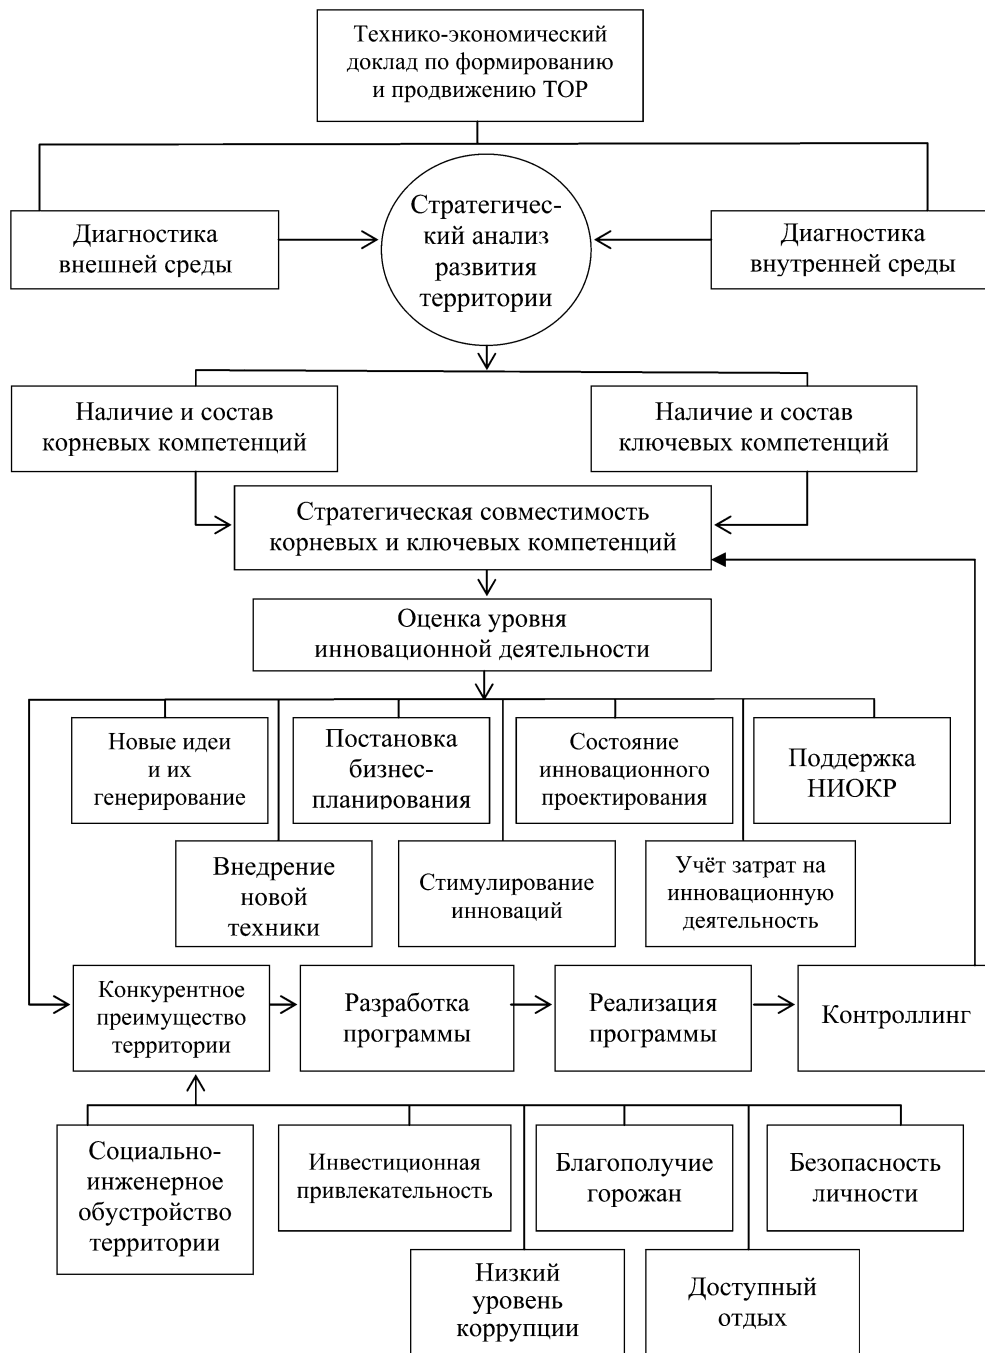 Технико-экономический
доклад по формированию
и продвижению ТОР
Диагностика
внешней среды
Стратегичес-
кий анализ
развития
территории
Диагностика
внутренней среды
Наличие и состав
корневых компетенций
Наличие и состав
ключевых компетенций
Стратегическая совместимость
корневых и ключевых компетенций
Оценка уровня
инновационной деятельности
Новые идеи
и их
генерирование
Постановка
бизнес-
планирования
Состояние
инновационного
проектирования
Поддержка
НИОКР
Внедрение
новой
техники
Стимулирование
инноваций
Учёт затрат на
инновационную
деятельность
Конкурентное
преимущество
территории
Разработка
программы
Реализация
программы
Контроллинг
Социально-
инженерное
обустройство
территории
Инвестиционная
привлекательность
Благополучие
горожан
Безопасность
личности
Низкий
уровень
коррупции
Доступный
отдых